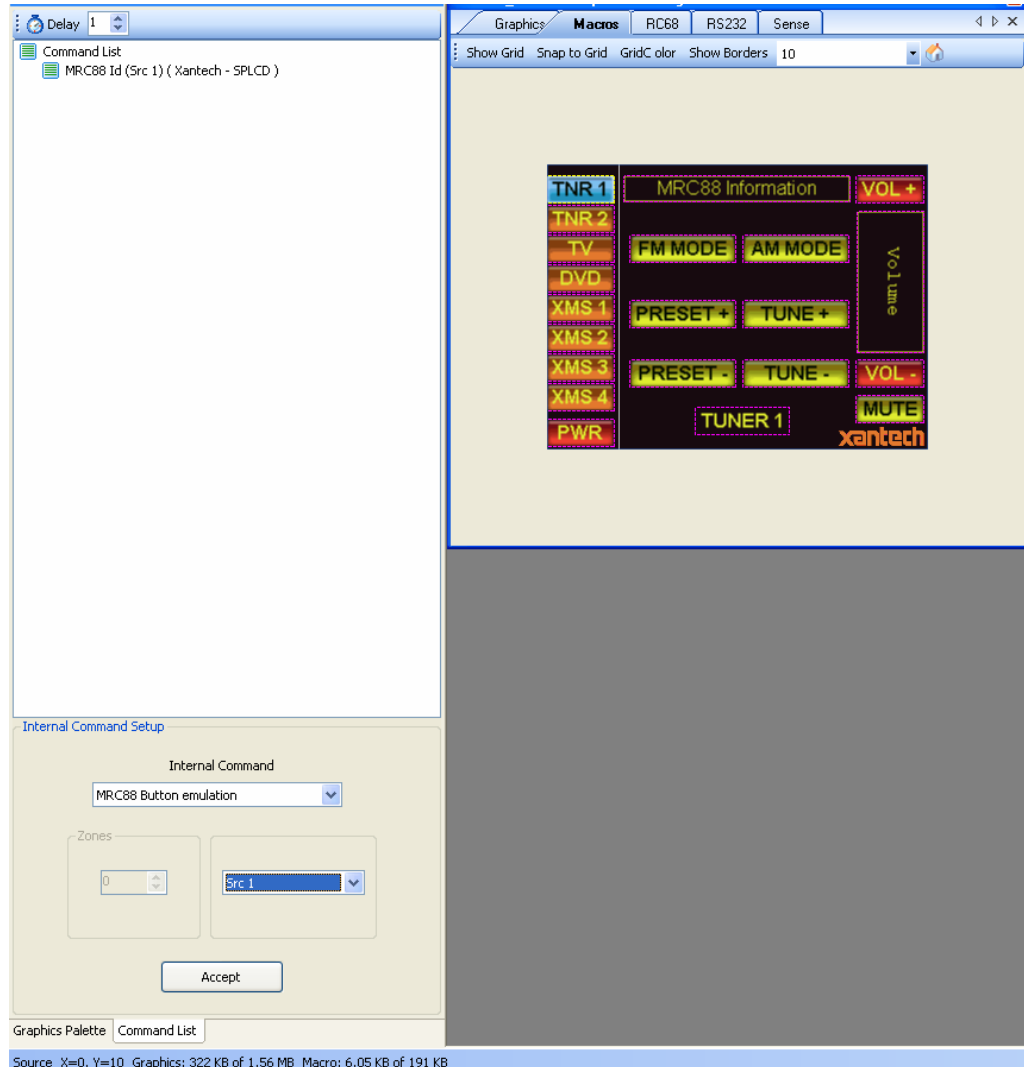 Delay 1
Command List
MRC88 Id (Src 1) ( Xantech - SPLCD )
Internal Command Setup
Internal Command
MRC88 Button emulation
Zones
0
Src 1
Accept
Graphics Palette Command List
Source X=0, Y=10 Graphics: 322 KB of 1.56 MB Macro: 6.05 KB of 191 KB
Graphics Macros RC68 RS232 Sense
Show Grid Snap to Grid GridC olor Show Borders 10
TNR 1 MRC88 Information VOL +
TNR 2
TV FM MODE AM MODE
Volume
DVD
XMS 1 PRESET + TUNE +
XMS 2
XMS 3 PRESET - TUNE - VOL -
XMS 4 MUTE
TUNER 1
PWR xantech